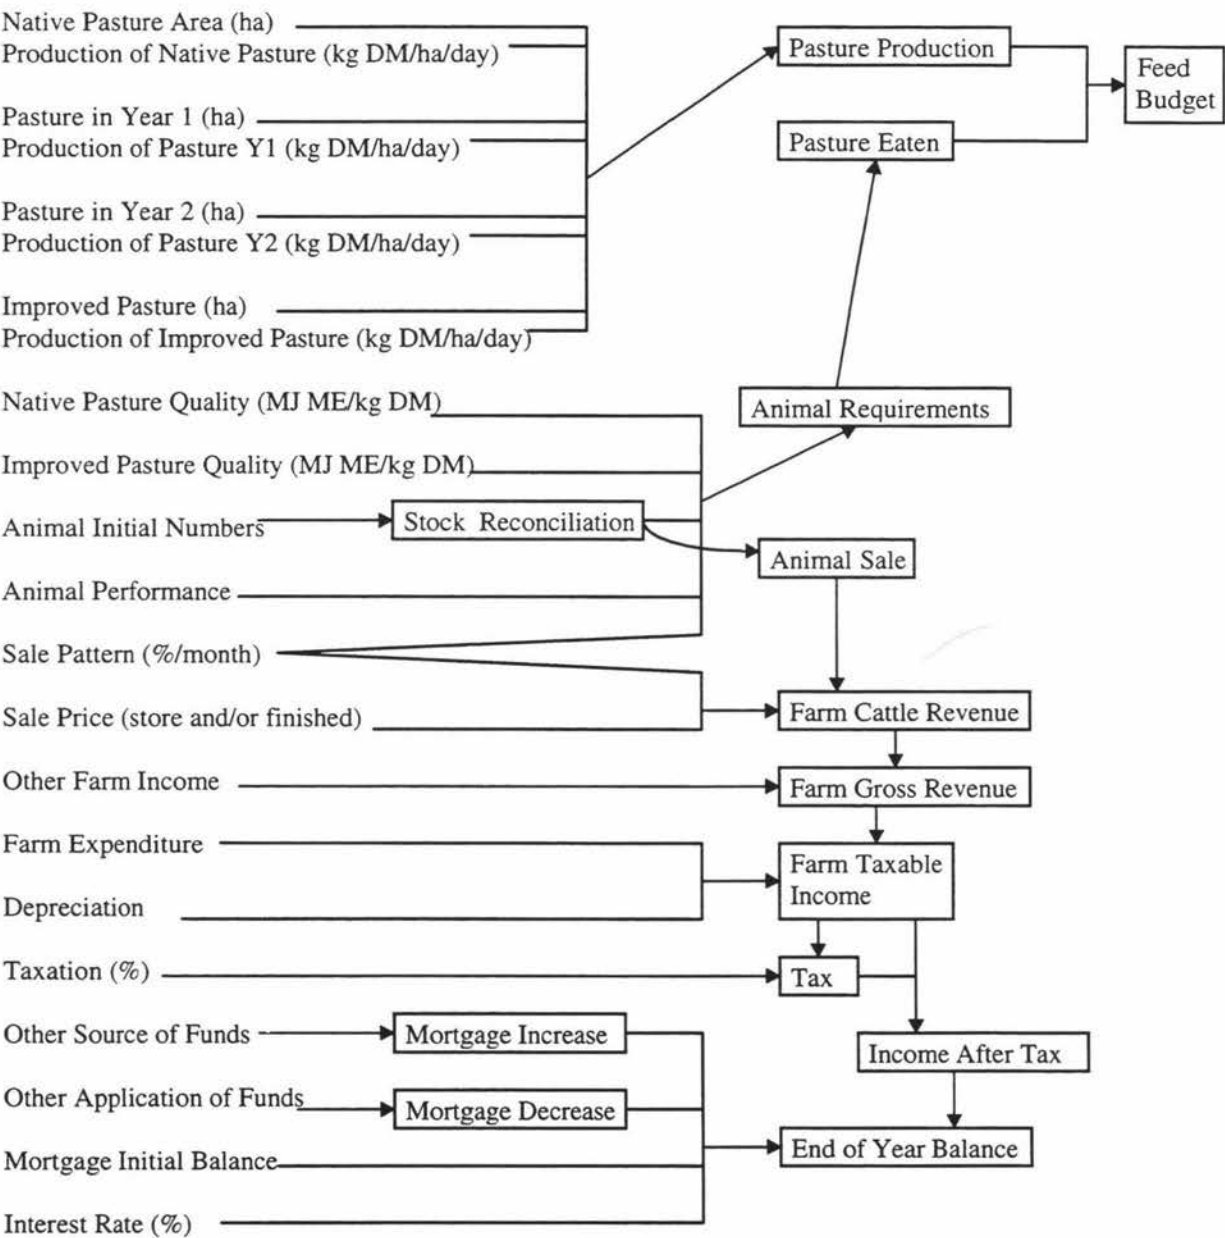 Native Pasture Area (ha)
Production of Native Pasture (kg DM/ha/day)
Pasture Production
Feed
Budget
Pasture in Year 1 (ha)
Production of Pasture Y1 (kg DM/ha/day)
Pasture Eaten
Pasture in Year 2 (ha)
Production of Pasture Y2 (kg DM/ha/day)
Improved Pasture (ha)
Production of Improved Pasture (kg DM/ha/day)
Native Pasture Quality (MJ ME/kg DM)
Animal Requirements
Improved Pasture Quality (MJ ME/kg DM)
Animal Initial Numbers
Stock Reconciliation
Animal Sale
Animal Performance
Sale Pattern (%/month)
Sale Price (store and/or finished)
Farm Cattle Revenue
Other Farm Income
Farm Gross Revenue
Farm Expenditure
Farm Taxable
Income
Depreciation
Taxation (%)
Tax
Other Source of Funds
Mortgage Increase
Income After Tax
Other Application of Funds
Mortgage Decrease
Mortgage Initial Balance
End of Year Balance
Interest Rate (%)